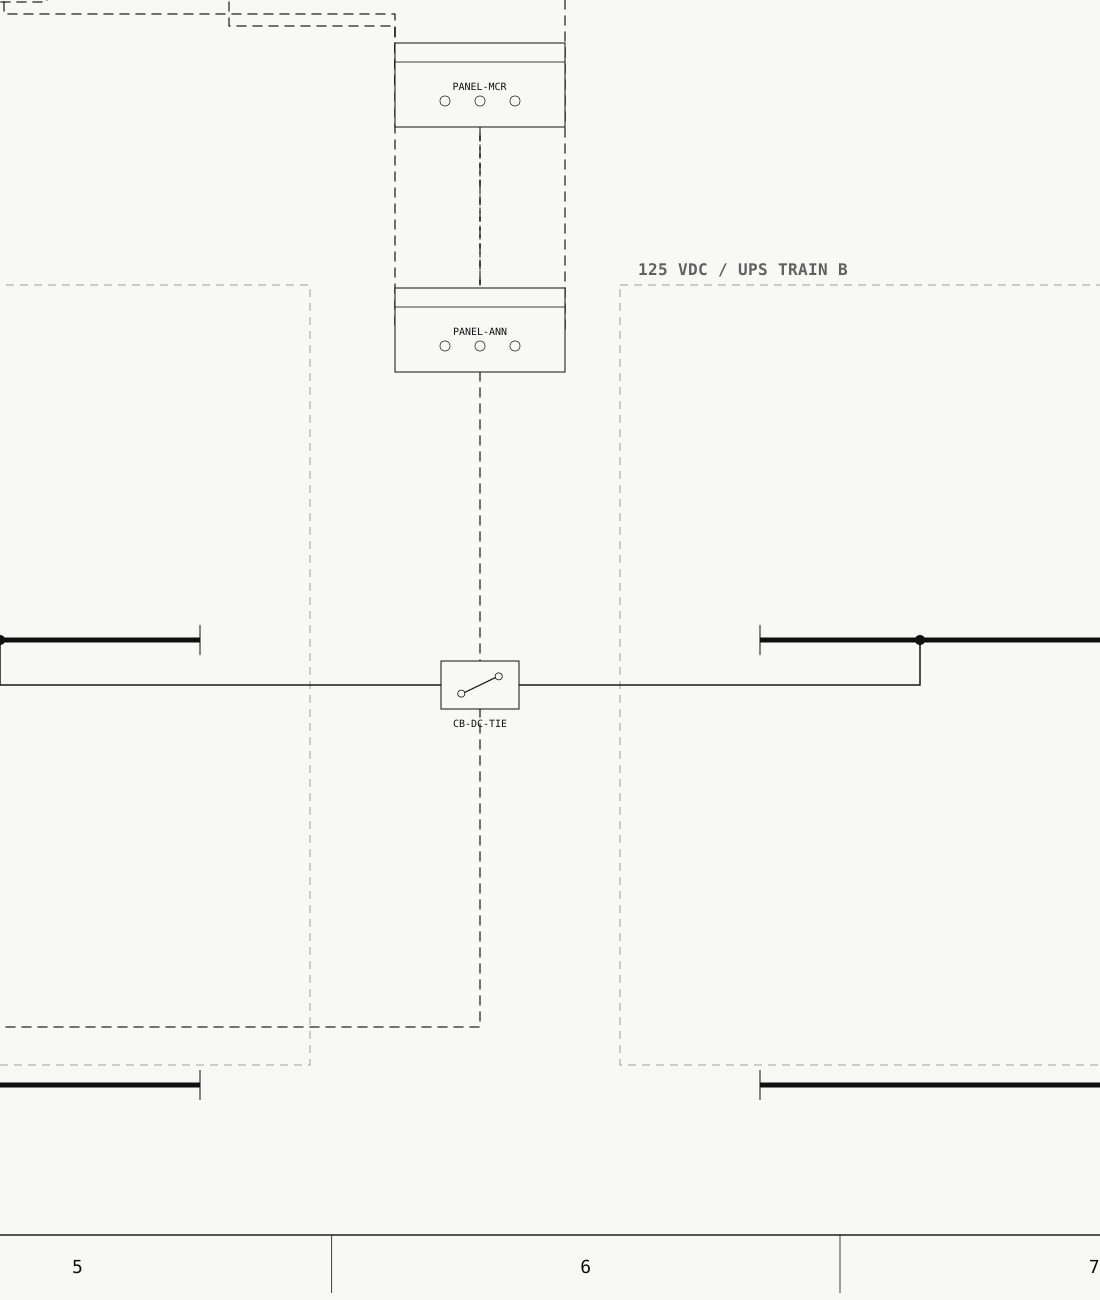 PANEL-MCR
125 VDC / UPS TRAIN B
PANEL-ANN
CB-DC-TIE
5
6
7